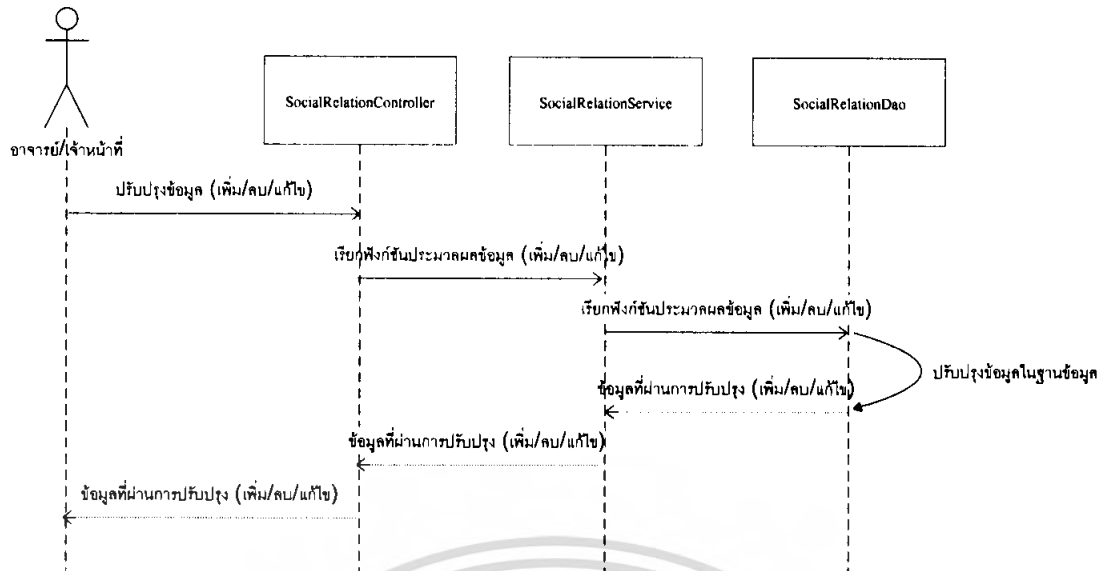 SocialRelationController
SocialRelationService
SocialRelationDao
อาจารย์/เจ้าหน้าที่
ปรับปรุงข้อมูล (เพิ่ม/ลบ/แก้ไข)
เรียกฟังก์ชันประมวลผลข้อมูล (เพิ่ม/ลบ/แก้ไข)
เรียกฟังก์ชันประมวลผลข้อมูล (เพิ่ม/ลบ/แก้ไข)
ปรับปรุงข้อมูลในฐานข้อมูล
ข้อมูลที่ผ่านการปรับปรุง (เพิ่ม/ลบ/แก้ไข)
ข้อมูลที่ผ่านการปรับปรุง (เพิ่ม/ลบ/แก้ไข)
ข้อมูลที่ผ่านการปรับปรุง (เพิ่ม/ลบ/แก้ไข)